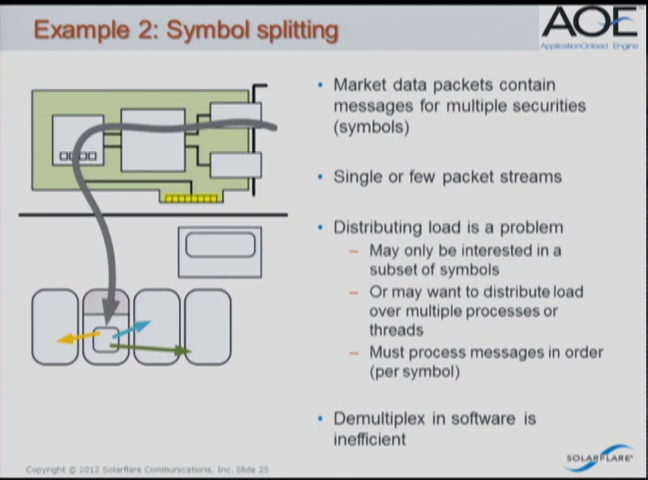 Example 2: Symbol splitting
AOE
ApplicationOnload Engine
• Market data packets contain
messages for multiple securities
(symbols)
• Single or few packet streams
• Distributing load is a problem
– May only be interested in a
subset of symbols
– Or may want to distribute load
over multiple processes or
threads
– Must process messages in order
(per symbol)
• Demultiplex in software is
inefficient
Copyright © 2012 Solarflare Communications, Inc. Slide 25
SOLARFLARE®